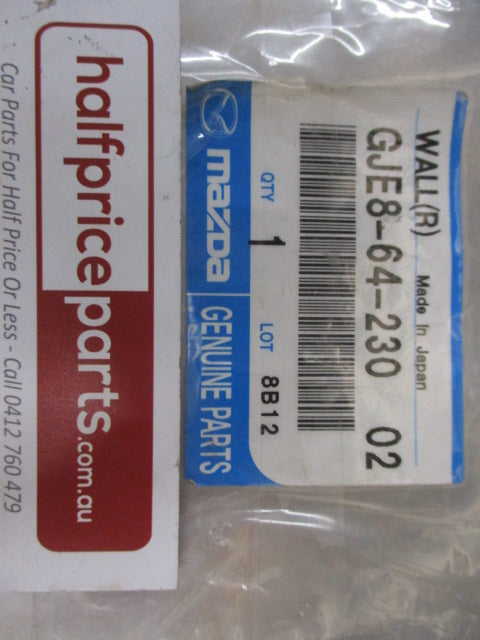 halfpriceparts.com.au
Car Parts For Half Price Or Less - Call 0412 760 479
WALL(R) Made In Japan
GJE8-64-230 02
QTY 1 LOT 8B12
mazda GENUINE PARTS